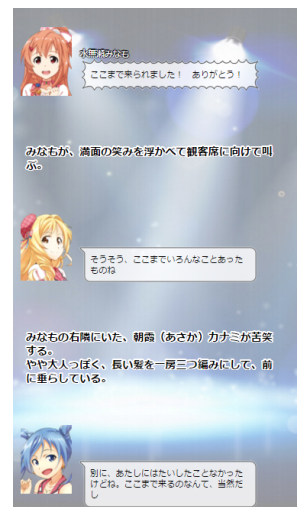 水無瀬みなも
ここまで来られました！　ありがとう！
みなもが、満面の笑みを浮かべて観客席に向けて叫
ぶ。
そうそう、ここまでいろんなことあった
ものね
みなもの右隣にいた、朝霞（あさか）カナミが苦笑
する。
やや大人っぽく、長い髪を一房三つ編みにして、前
に垂らしている。
別に、あたしにはたいしたことなかった
けどね。ここまで来るのなんて、当然だ
し